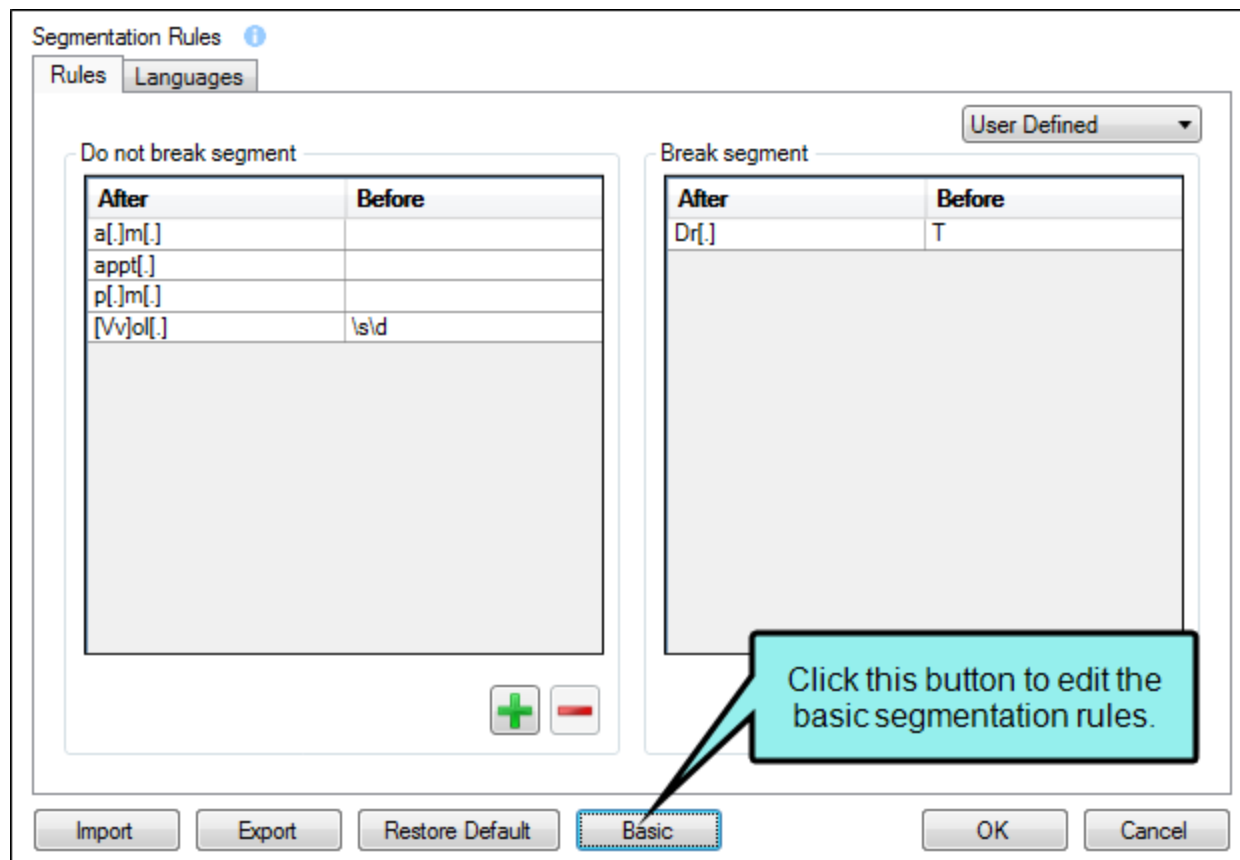 Segmentation Rules
Rules Languages
User Defined
Do not break segment
After Before
a[.]m[.]
appt[.]
p[.]m[.]
[Vv]ol[.] \s\d
Break segment
After Before
Dr[.] T
Click this button to edit the
basic segmentation rules.
Import Export Restore Default Basic OK Cancel